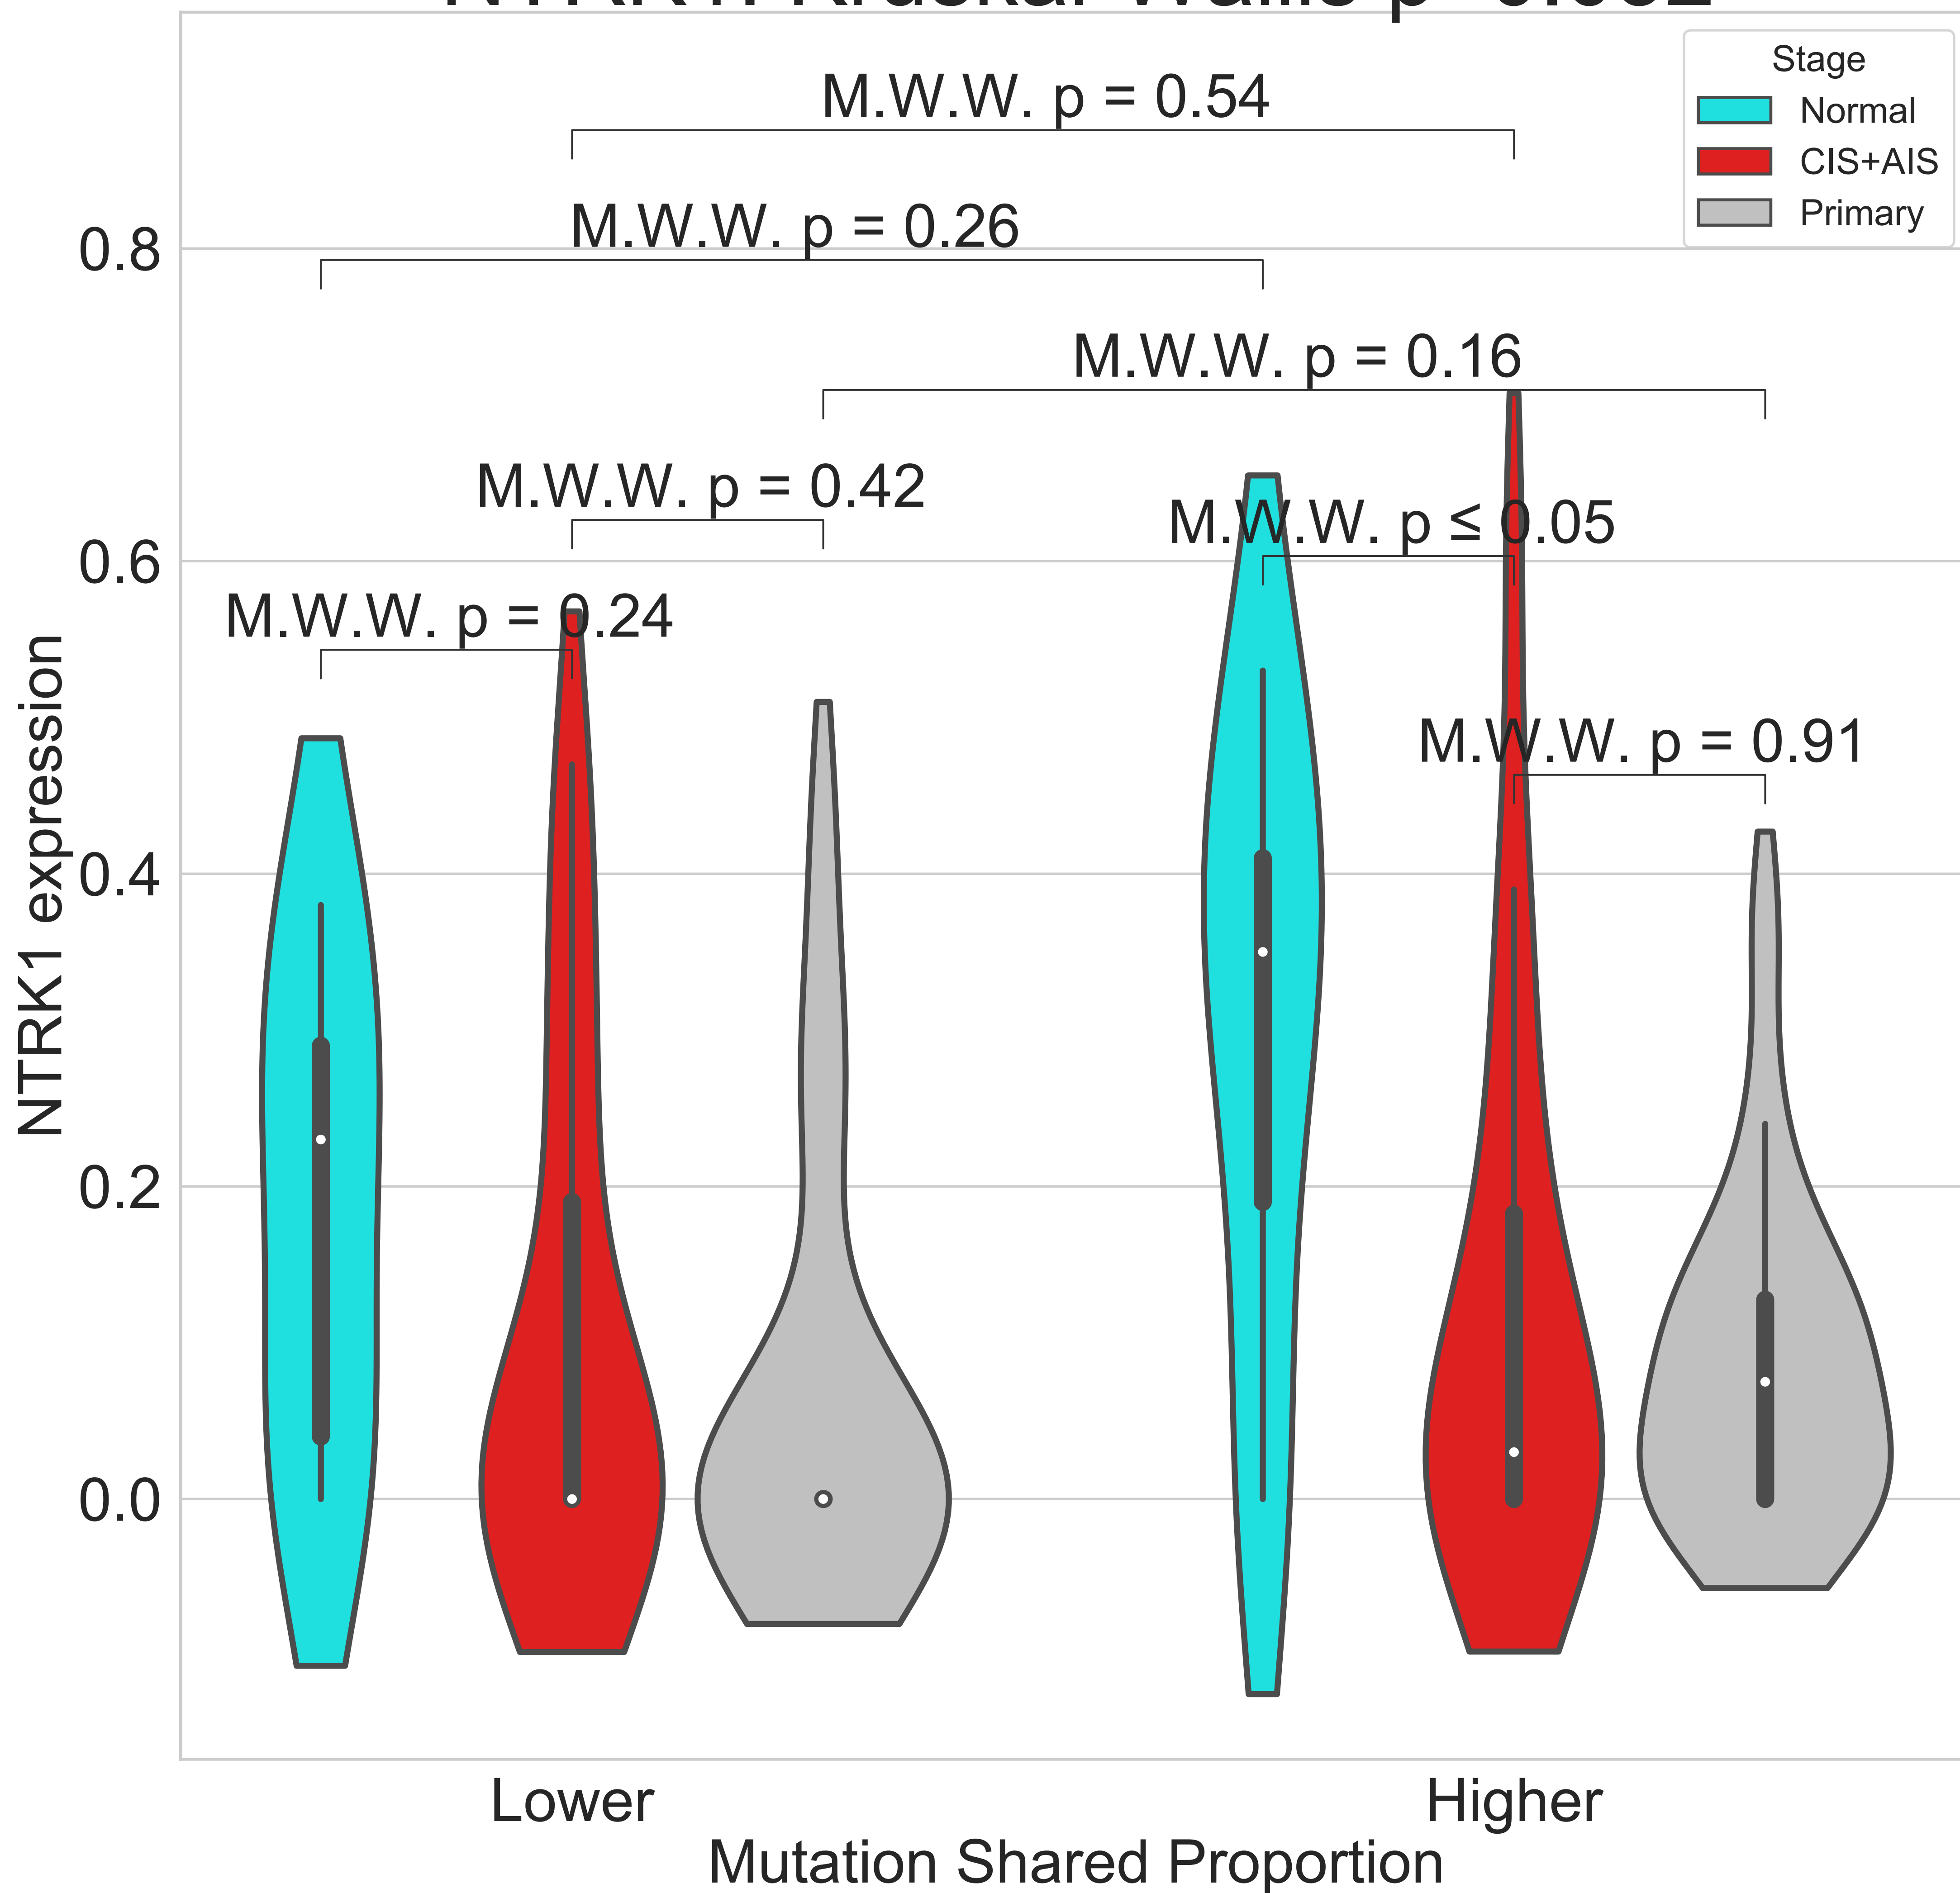 Stage
Normal
CIS+AIS
Primary
M.W.W. p = 0.54
M.W.W. p = 0.26
M.W.W. p = 0.16
M.W.W. p = 0.42
M.W.W. p ≤ 0.05
M.W.W. p = 0.24
M.W.W. p = 0.91
0.8
0.6
0.4
0.2
0.0
NTRK1 expression
Lower
Higher
Mutation Shared Proportion